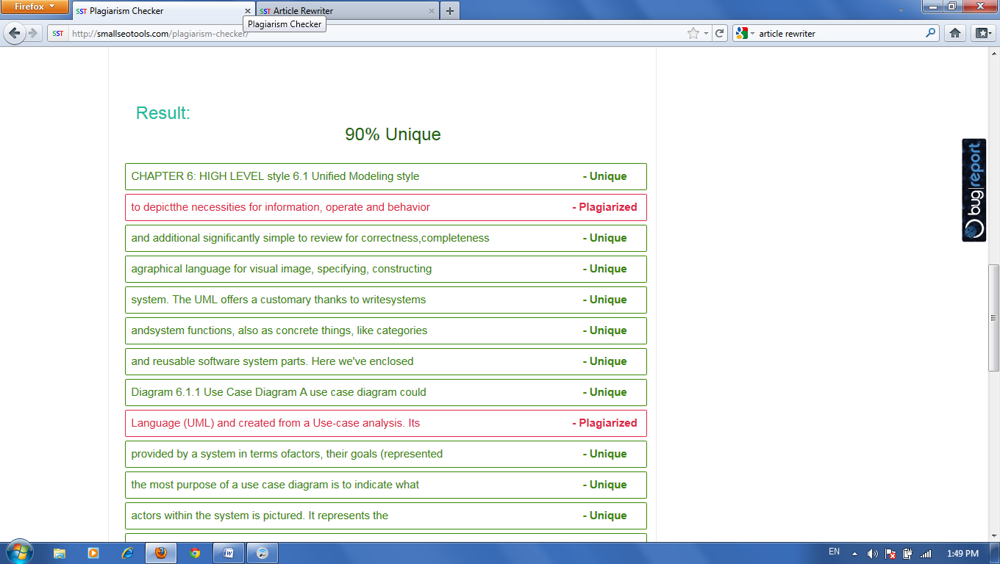 Firefox
SST Plagiarism Checker
SST Article Rewriter
Plagiarism Checker
SST http://smallseotools.com/plagiarism-checker/
article rewriter
Result:
90% Unique
CHAPTER 6: HIGH LEVEL style 6.1 Unified Modeling style - Unique
to depictthe necessities for information, operate and behavior - Plagiarized
and additional significantly simple to review for correctness,completeness - Unique
agraphical language for visual image, specifying, constructing - Unique
system. The UML offers a customary thanks to writesystems - Unique
andsystem functions, also as concrete things, like categories - Unique
and reusable software system parts. Here we've enclosed - Unique
Diagram 6.1.1 Use Case Diagram A use case diagram could - Unique
Language (UML) and created from a Use-case analysis. Its - Plagiarized
provided by a system in terms ofactors, their goals (represented - Unique
the most purpose of a use case diagram is to indicate what - Unique
actors within the system is pictured. It represents the - Unique
bug|report
EN
1:49 PM